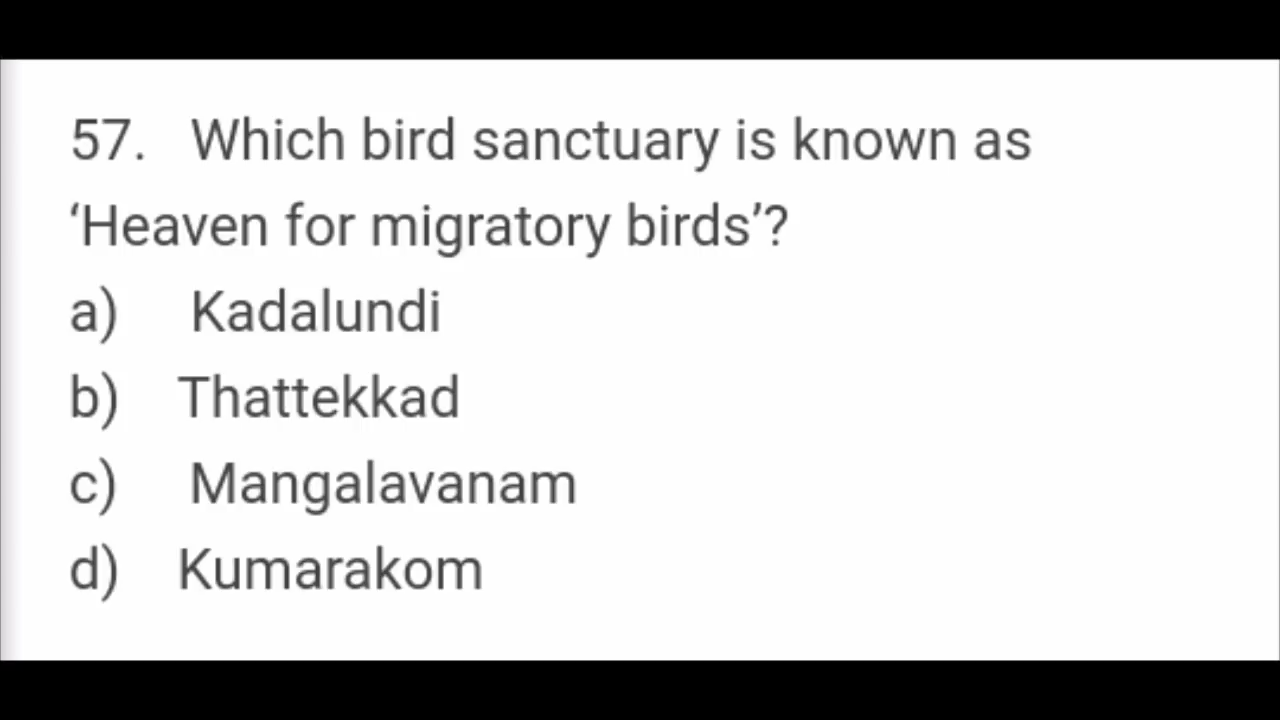 57. Which bird sanctuary is known as
‘Heaven for migratory birds’?
a) Kadalundi
b) Thattekkad
c) Mangalavanam
d) Kumarakom